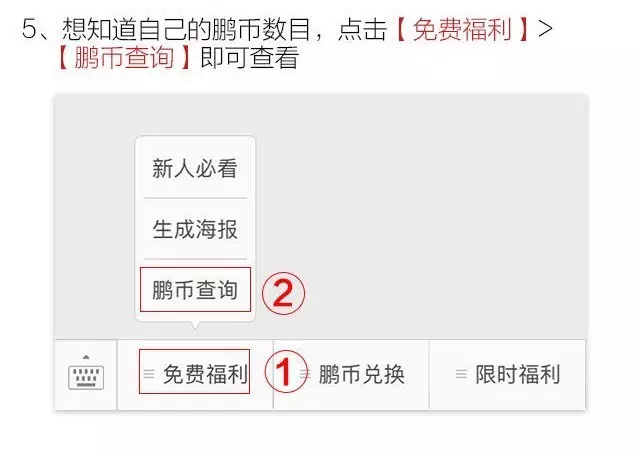 5、想知道自己的鹏币数目，点击【免费福利】>
【鹏币查询】即可查看
新人必看
生成海报
鹏币查询 ②
免费福利 ① 鹏币兑换 限时福利